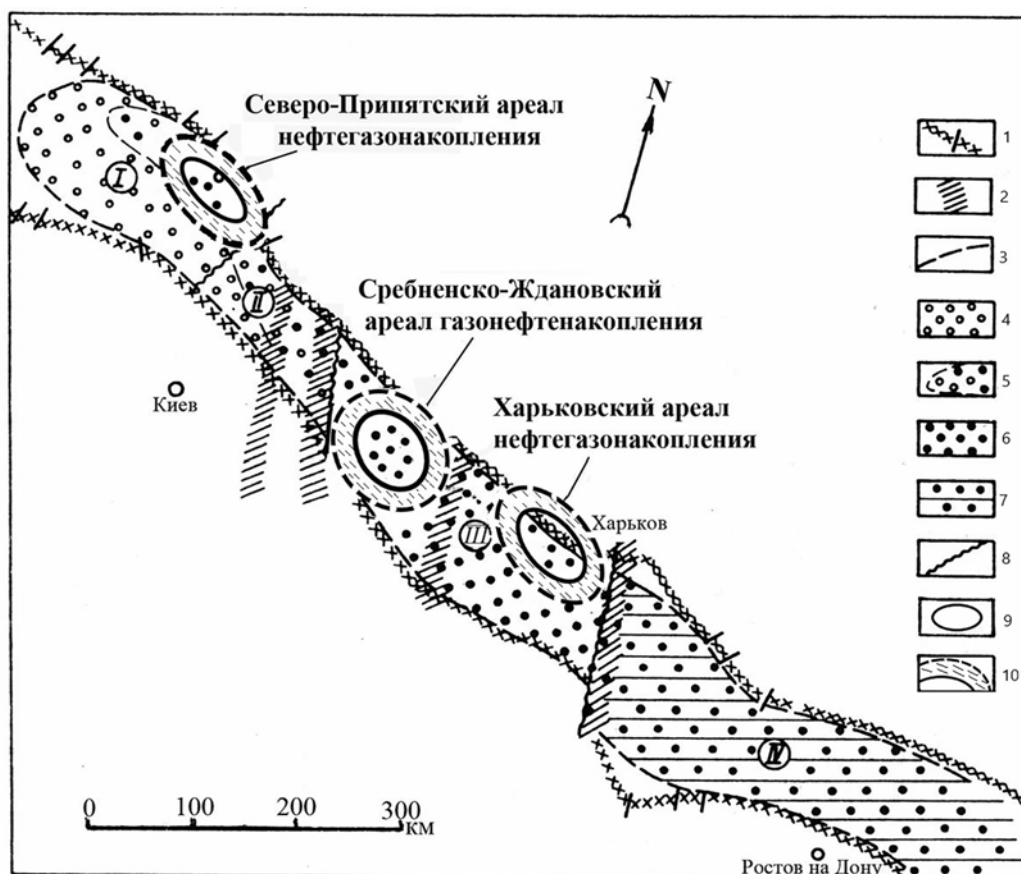 Северо-Припятский ареал
нефтегазонакопления
N
I
Сребненско-Ждановский
ареал газонефтенакопления
II
Киев
Харьковский ареал
нефтегазонакопления
Харьков
III
IV
0 100 200 300
км
Ростов на Дону
1
2
3
4
5
6
7
8
9
10